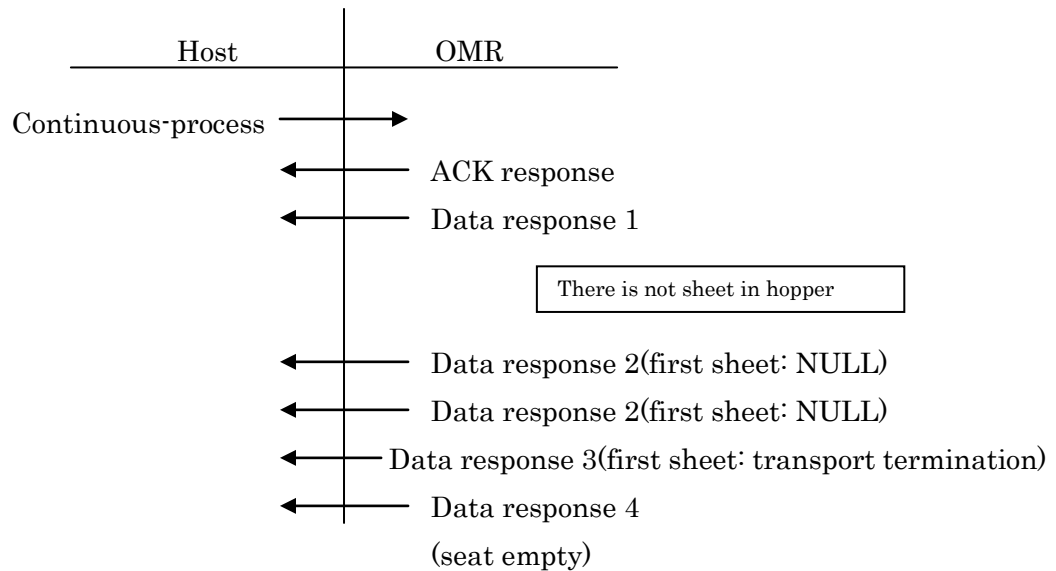 Host OMR
Continuous-process
ACK response
Data response 1
There is not sheet in hopper
Data response 2(first sheet: NULL)
Data response 2(first sheet: NULL)
Data response 3(first sheet: transport termination)
Data response 4
(seat empty)